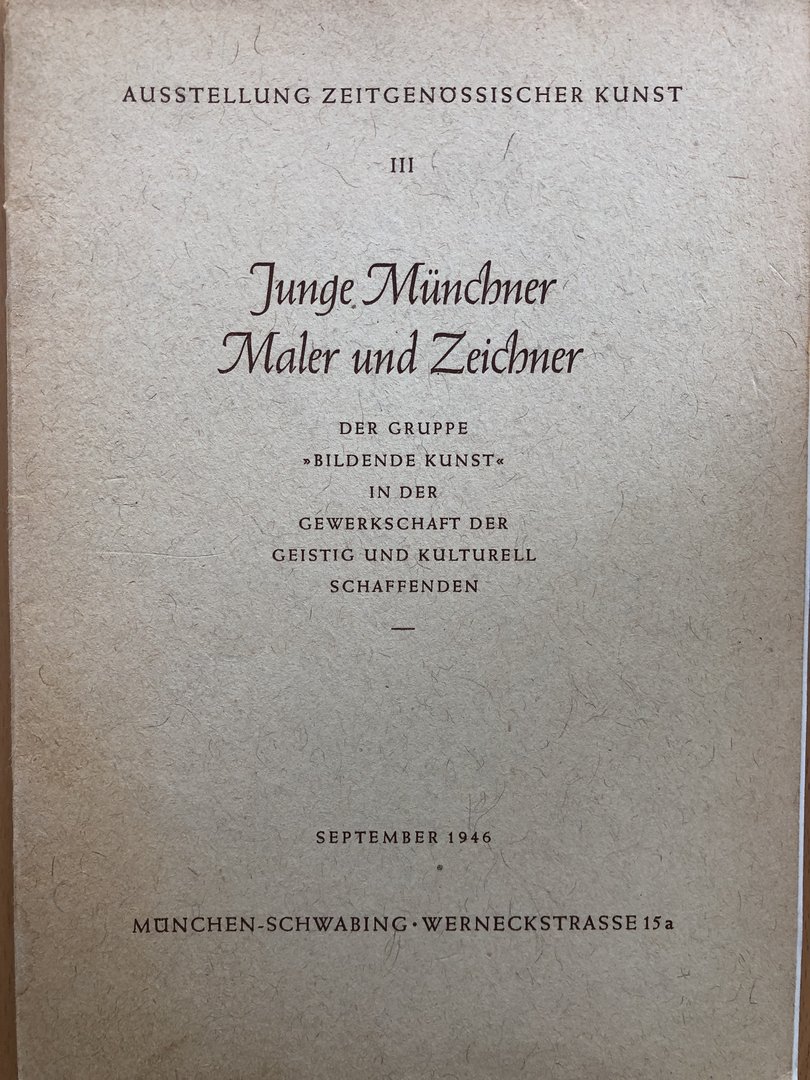 AUSSTELLUNG ZEITGENÖSSISCHER KUNST
III
Junge Münchner
Maler und Zeichner
DER GRUPPE
»BILDENDE KUNST«
IN DER
GEWERKSCHAFT DER
GEISTIG UND KULTURELL
SCHAFFENDEN
—
SEPTEMBER 1946
MÜNCHEN-SCHWABING • WERNECKSTRASSE 15a